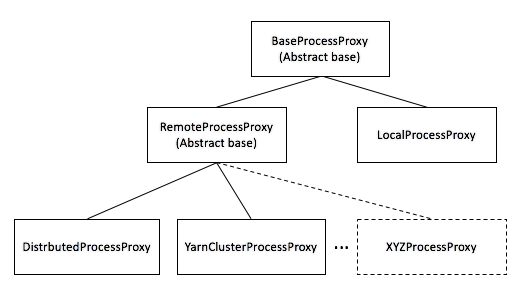 BaseProcessProxy
(Abstract base)
RemoteProcessProxy
(Abstract base)
LocalProcessProxy
DistrbutedProcessProxy
YarnClusterProcessProxy
...
XYZProcessProxy